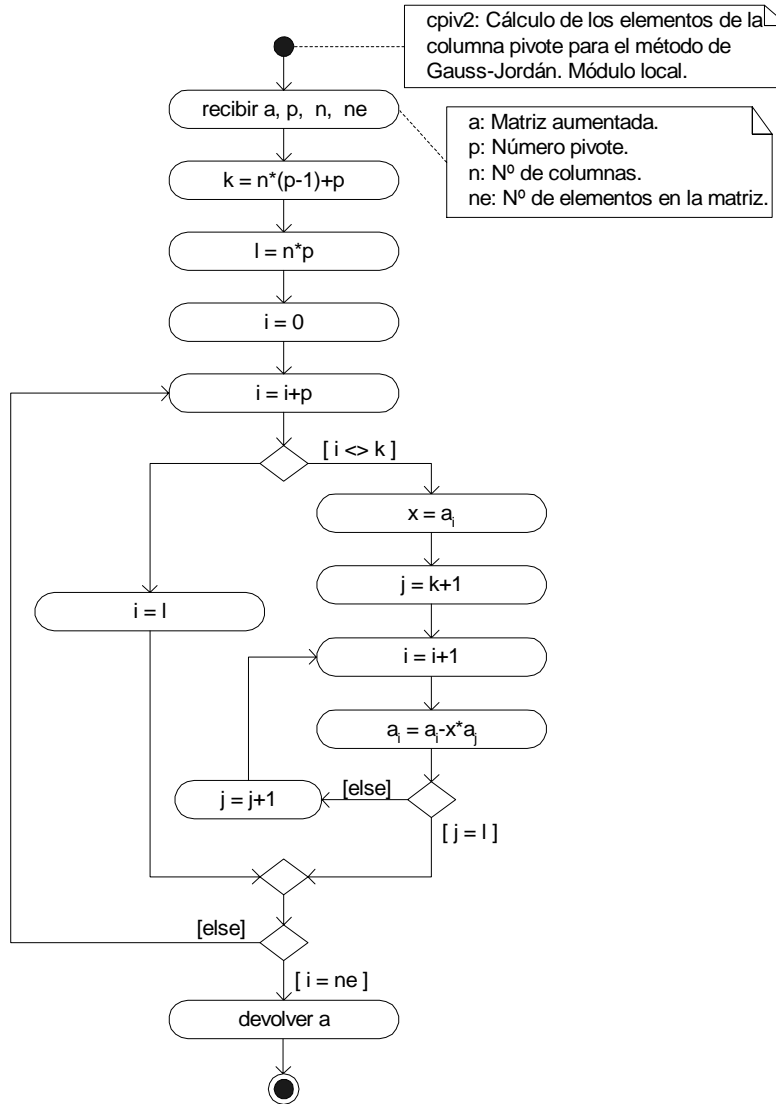 cpiv2: Cálculo de los elementos de la
columna pivote para el método de
Gauss-Jordán. Módulo local.
recibir a, p, n, ne
a: Matriz aumentada.
p: Número pivote.
n: Nº de columnas.
ne: Nº de elementos en la matriz.
k = n*(p-1)+p
l = n*p
i = 0
i = i+p
[ i <> k ]
x = ai
j = k+1
i = l
i = i+1
ai = ai-x*aj
j = j+1
[else]
[ j = l ]
[else]
[ i = ne ]
devolver a